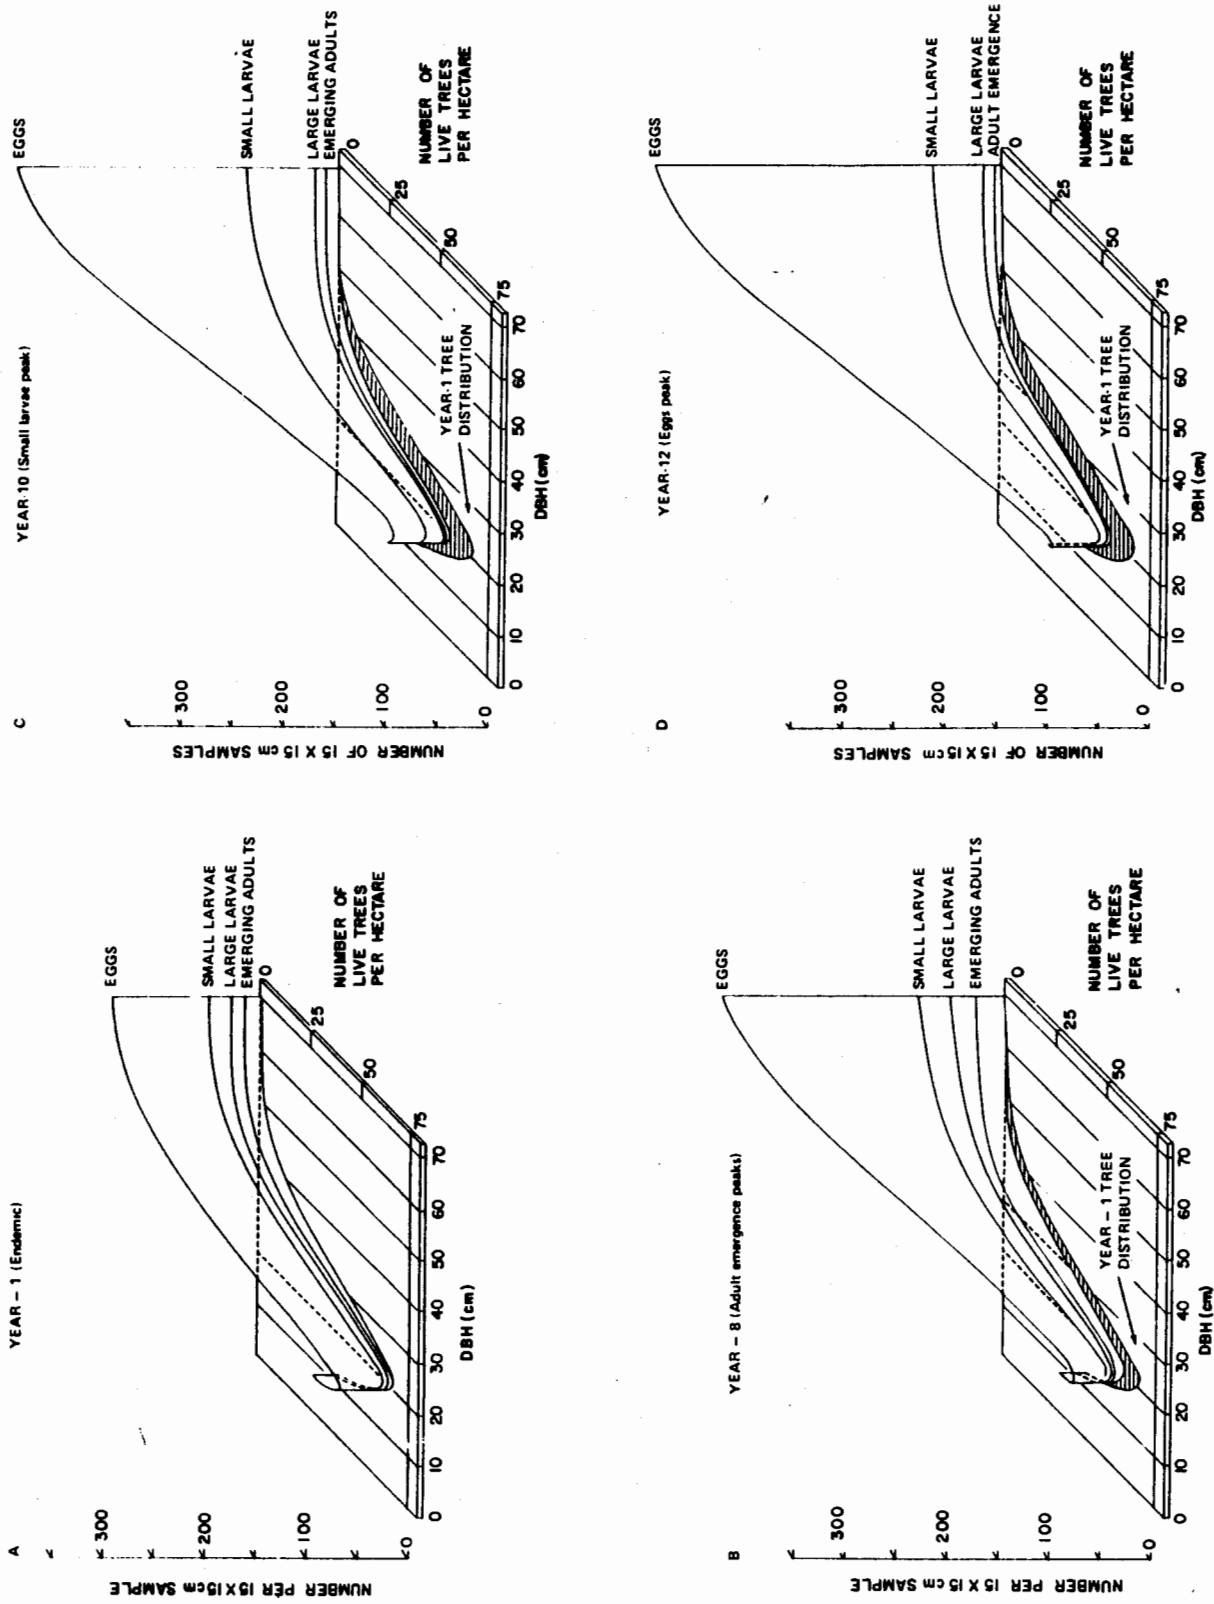 A
YEAR – 1 (Endemic)
EGGS
SMALL LARVAE
LARGE LARVAE
EMERGING ADULTS
NUMBER OF
LIVE TREES
PER HECTARE
0
25
50
75
NUMBER PER 15 X 15 cm SAMPLE
300
200
100
0
0
10
20
30
40
50
60
70
DBH (cm)
B
YEAR – 8 (Adult emergence peaks)
EGGS
SMALL LARVAE
LARGE LARVAE
EMERGING ADULTS
NUMBER OF
LIVE TREES
PER HECTARE
0
25
50
75
YEAR – 1 TREE
DISTRIBUTION
NUMBER PER 15 X 15 cm SAMPLE
300
200
100
0
0
10
20
30
40
50
60
70
DBH (cm)
C
YEAR-10 (Small larvae peak)
EGGS
SMALL LARVAE
LARGE LARVAE
EMERGING ADULTS
NUMBER OF
LIVE TREES
PER HECTARE
0
25
50
75
YEAR-1 TREE
DISTRIBUTION
NUMBER OF 15 X 15 cm SAMPLES
300
200
100
0
0
10
20
30
40
50
60
70
DBH (cm)
D
YEAR-12 (Eggs peak)
EGGS
SMALL LARVAE
LARGE LARVAE
ADULT EMERGENCE
NUMBER OF
LIVE TREES
PER HECTARE
0
25
50
75
YEAR-1 TREE
DISTRIBUTION
NUMBER OF 15 X 15 cm SAMPLES
300
200
100
0
0
10
20
30
40
50
60
70
DBH (cm)